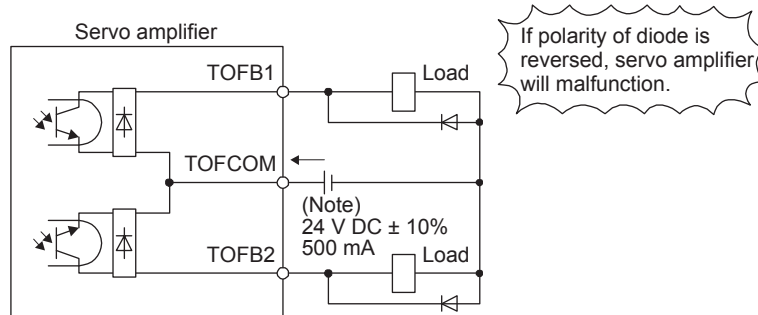 Servo amplifier
If polarity of diode is
reversed, servo amplifier
will malfunction.
TOFB1
Load
TOFCOM
(Note)
24 V DC ± 10%
500 mA
TOFB2
Load